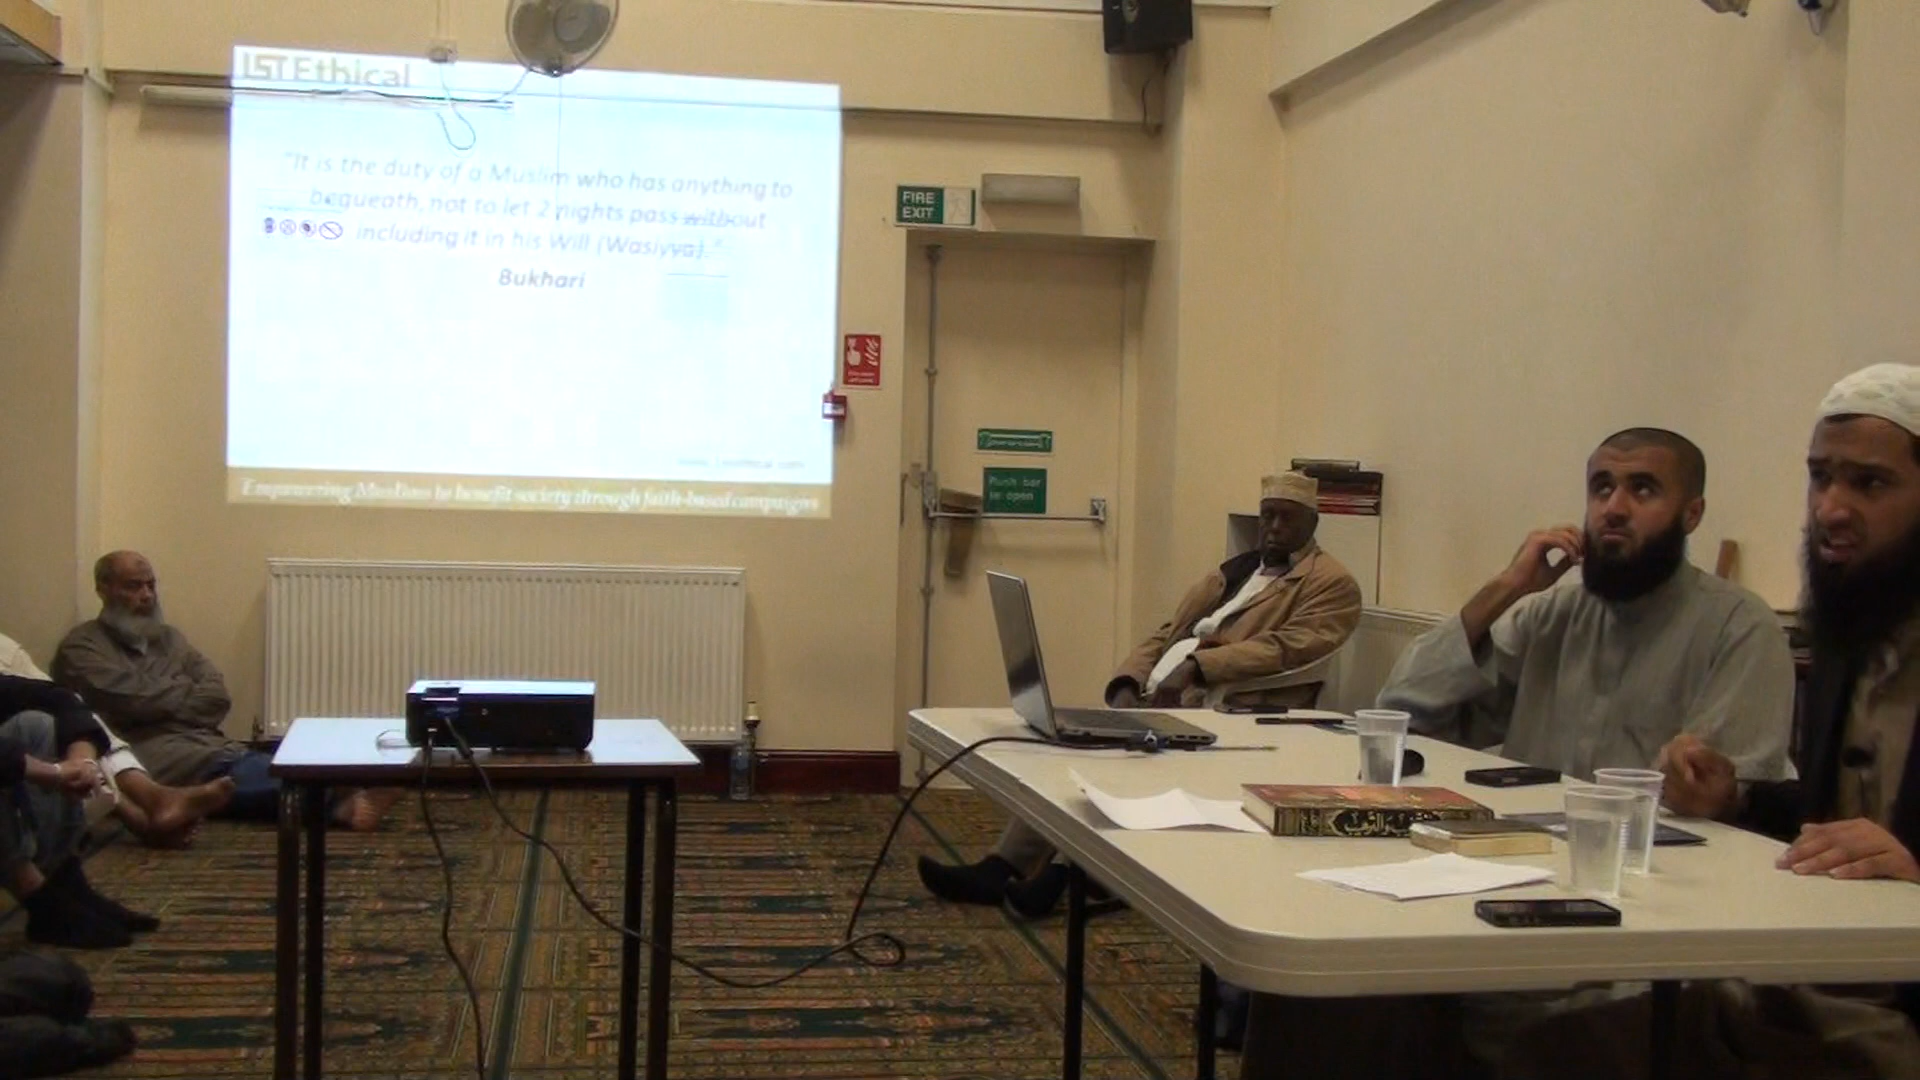 1ST Ethical
"It is the duty of a Muslim who has anything to
bequeath, not to let 2 nights pass without
including it in his Will (Wasiyya)."
Bukhari
Empowering Muslims to benefit society through faith-based campaigns
FIRE
EXIT
Push bar
to open